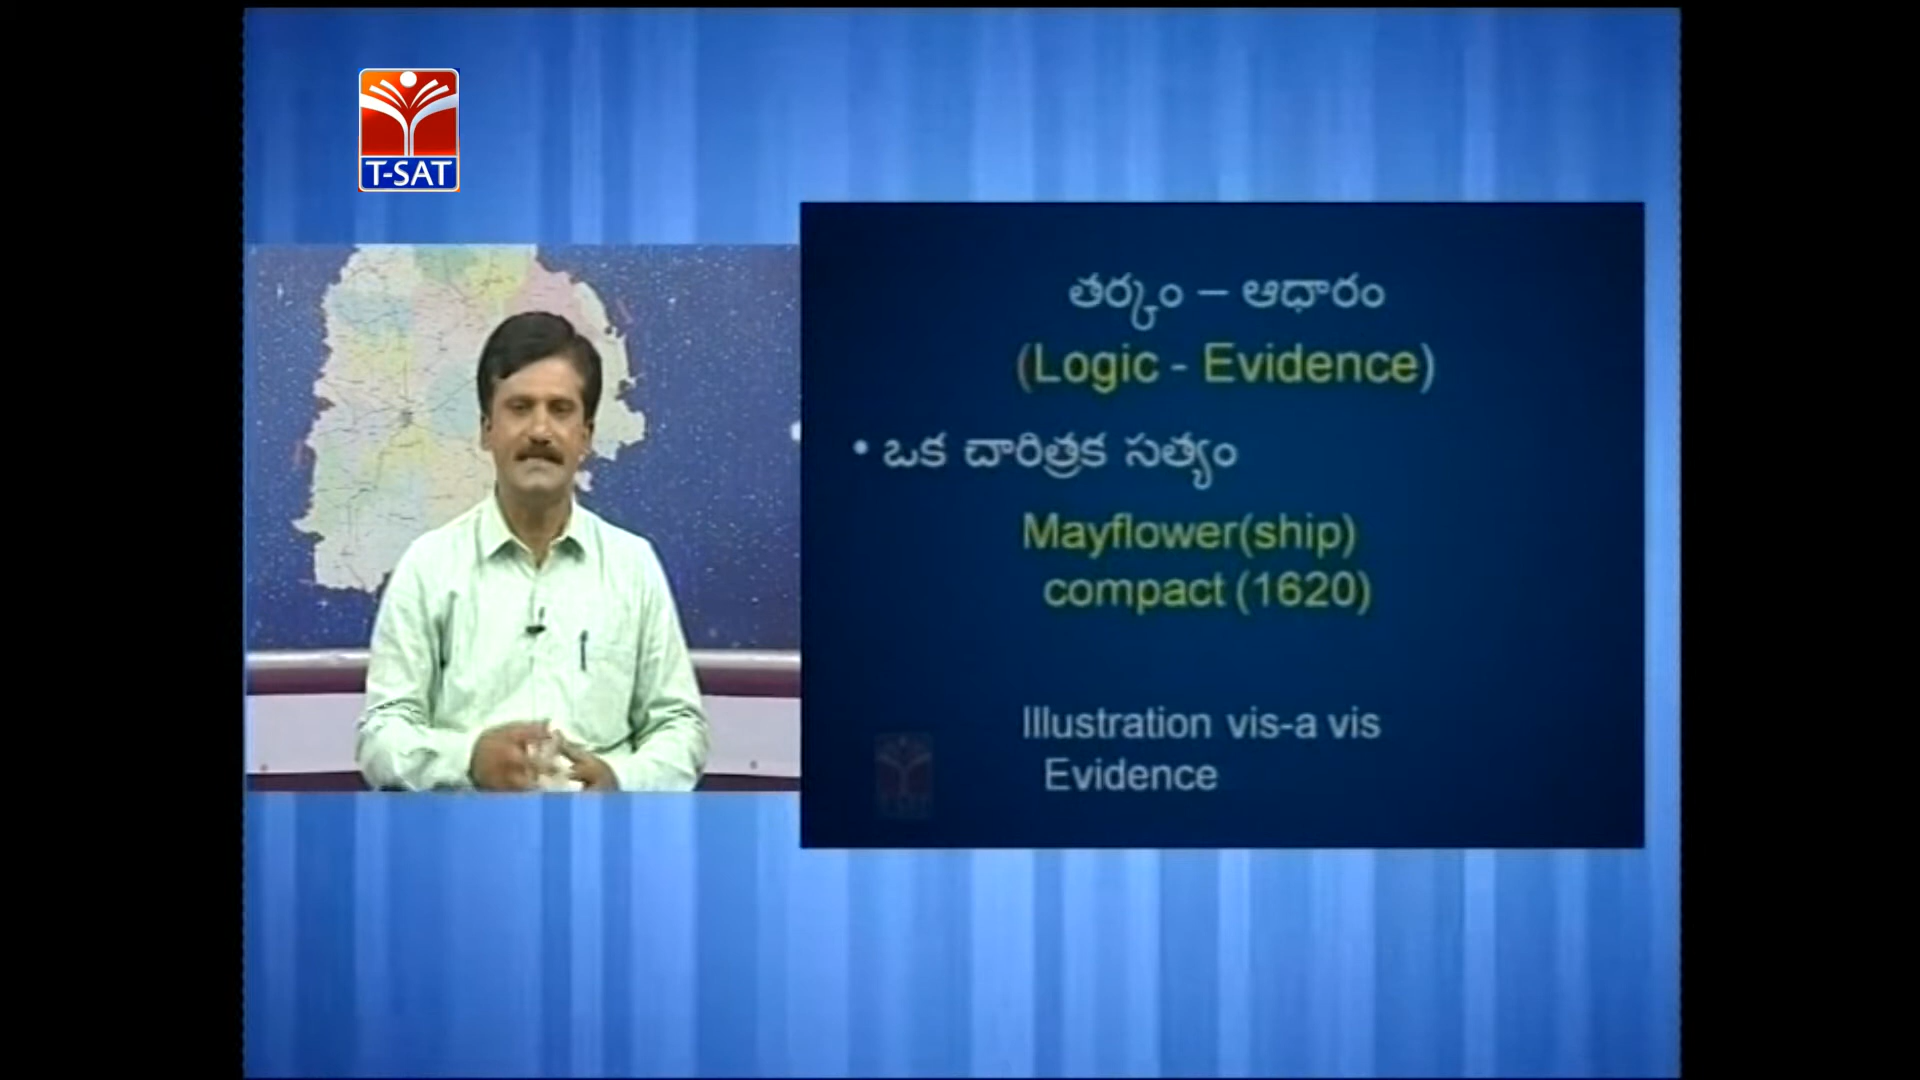 T-SAT
తర్కం – ఆధారం
(Logic - Evidence)
• ఒక చారిత్రక సత్యం
Mayflower(ship)
compact (1620)
Illustration vis-a vis
Evidence